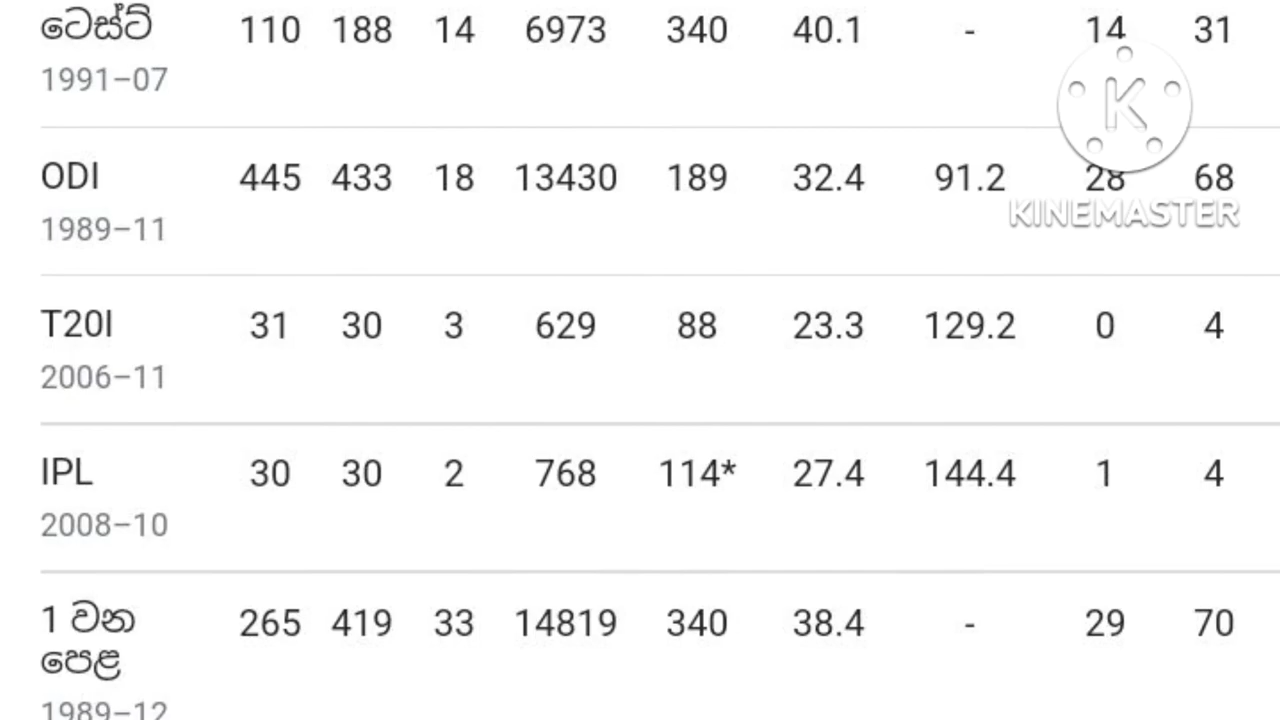 ටෙස්ට් 110 188 14 6973 340 40.1 - 14 31
1991–07
K
ODI 445 433 18 13430 189 32.4 91.2 28 68
1989–11
KINEMASTER
T20I 31 30 3 629 88 23.3 129.2 0 4
2006–11
IPL 30 30 2 768 114* 27.4 144.4 1 4
2008–10
1 වන 265 419 33 14819 340 38.4 - 29 70
පෙළ
1989–12